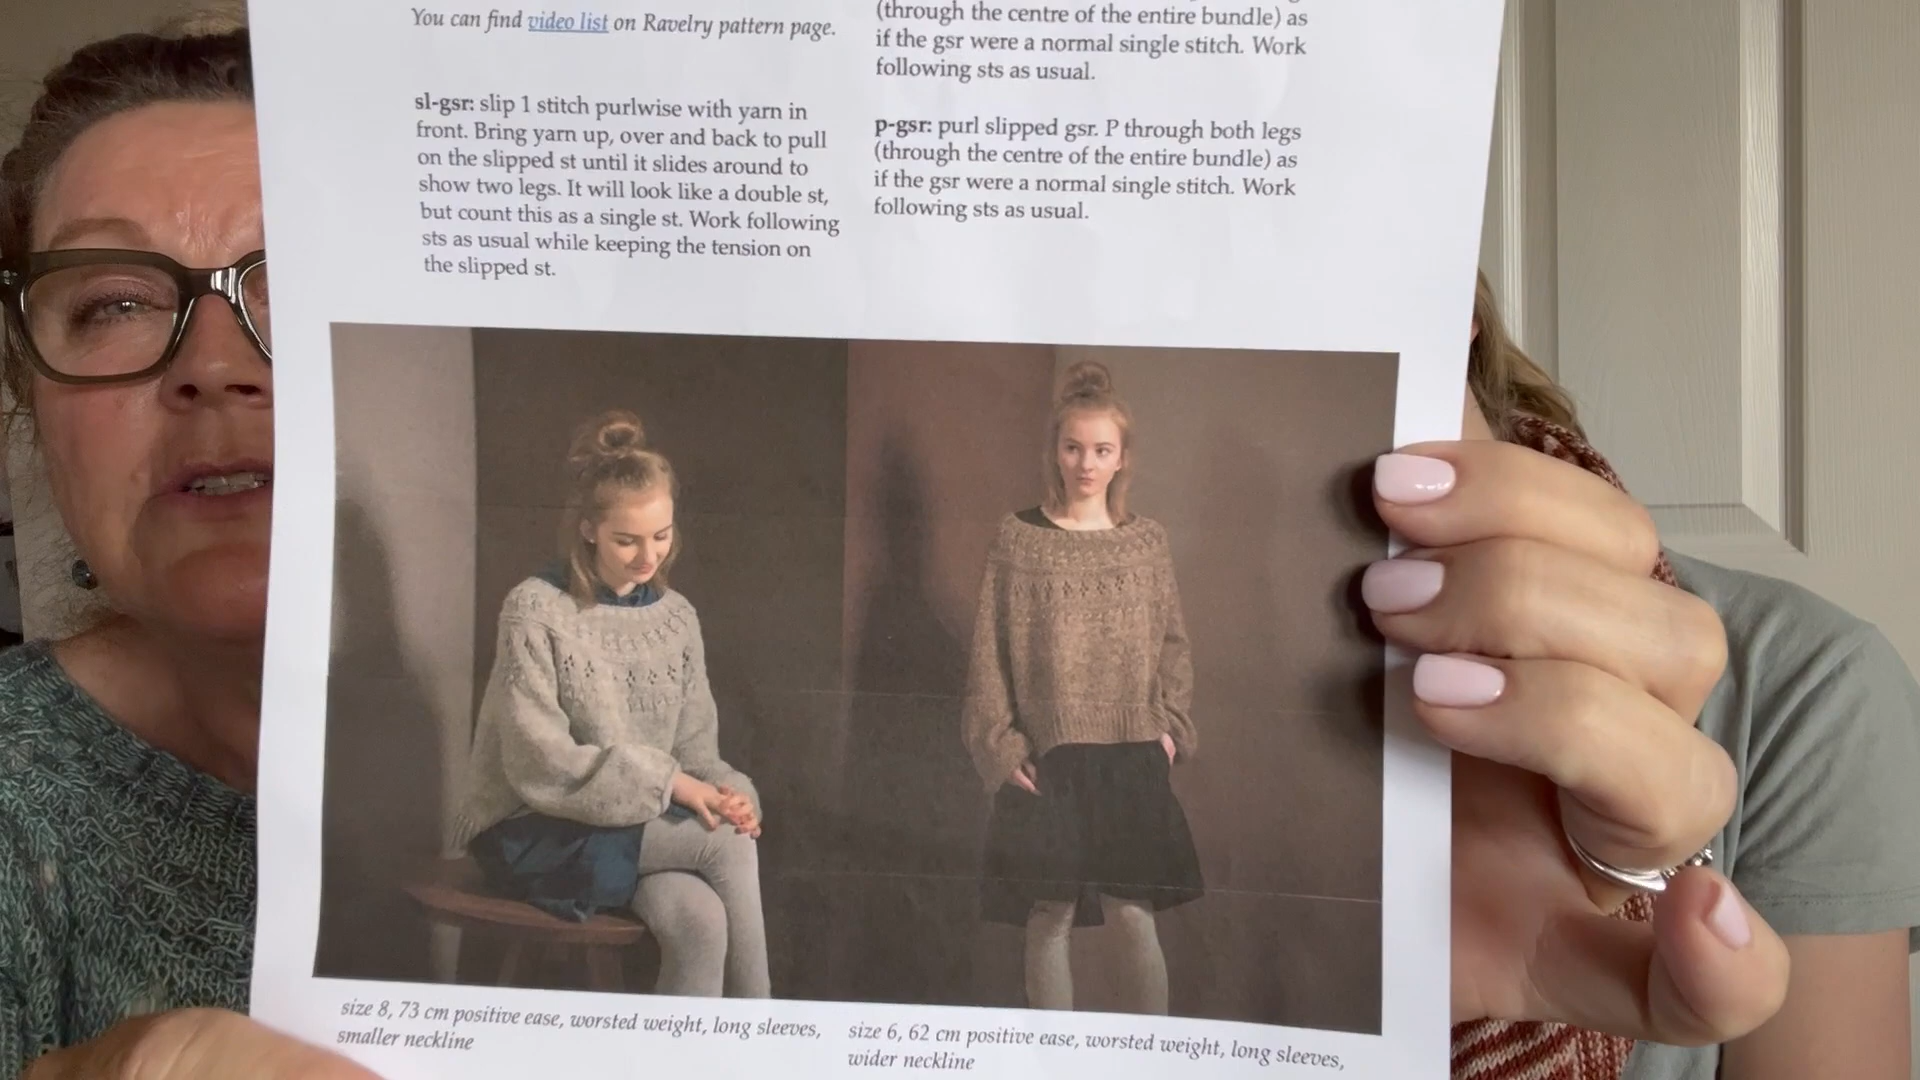 You can find video list on Ravelry pattern page.
sl-gsr: slip 1 stitch purlwise with yarn in
front. Bring yarn up, over and back to pull
on the slipped st until it slides around to
show two legs. It will look like a double st,
but count this as a single st. Work following
sts as usual while keeping the tension on
the slipped st.
(through the centre of the entire bundle) as
if the gsr were a normal single stitch. Work
following sts as usual.
p-gsr: purl slipped gsr. P through both legs
(through the centre of the entire bundle) as
if the gsr were a normal single stitch. Work
following sts as usual.
size 8, 73 cm positive ease, worsted weight, long sleeves,
smaller neckline
size 6, 62 cm positive ease, worsted weight, long sleeves,
wider neckline